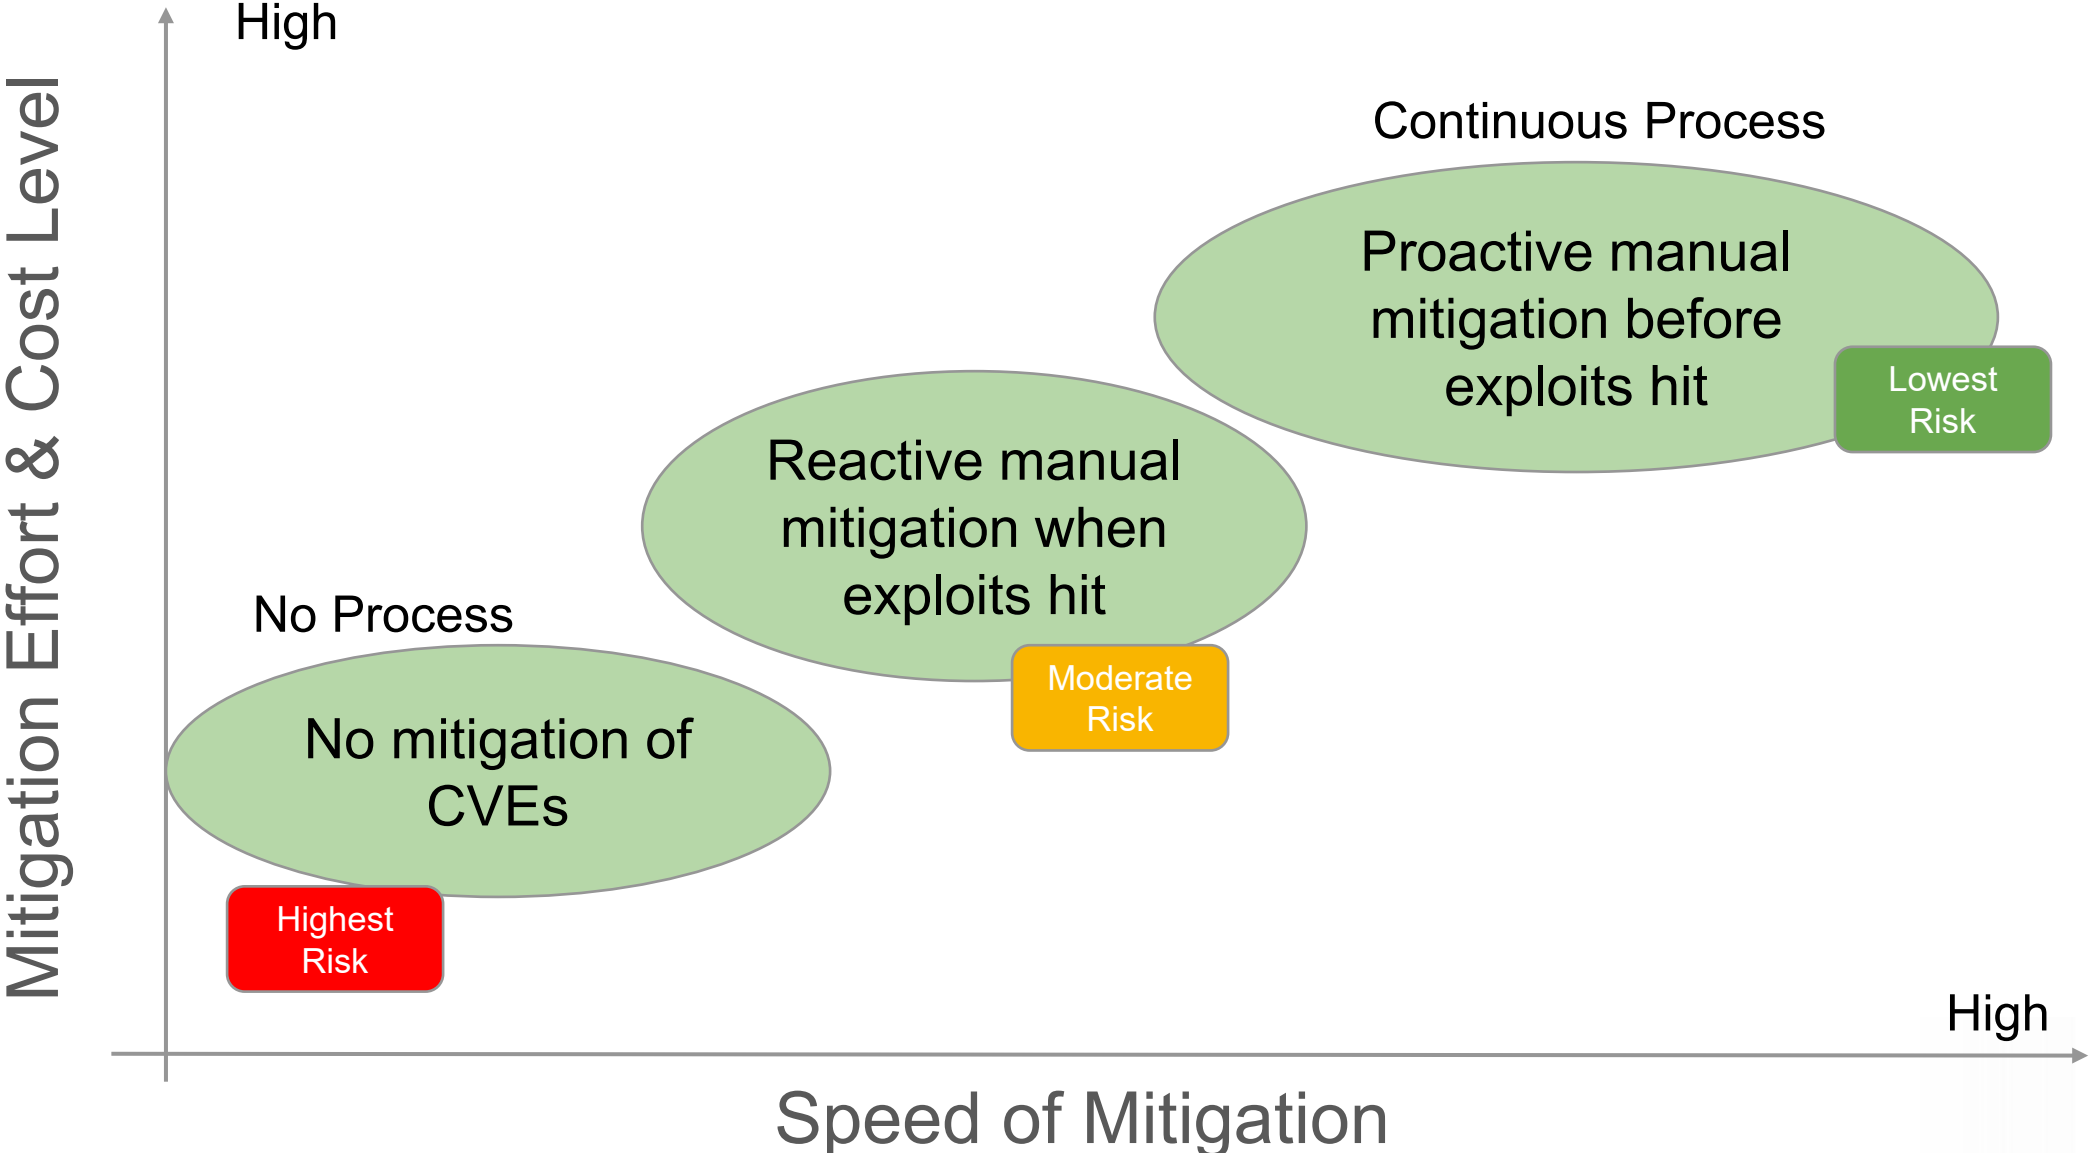 High
Mitigation Effort & Cost Level
Continuous Process
Proactive manual
mitigation before
exploits hit
Lowest
Risk
Reactive manual
mitigation when
exploits hit
Moderate
Risk
No Process
No mitigation of
CVEs
Highest
Risk
High
Speed of Mitigation